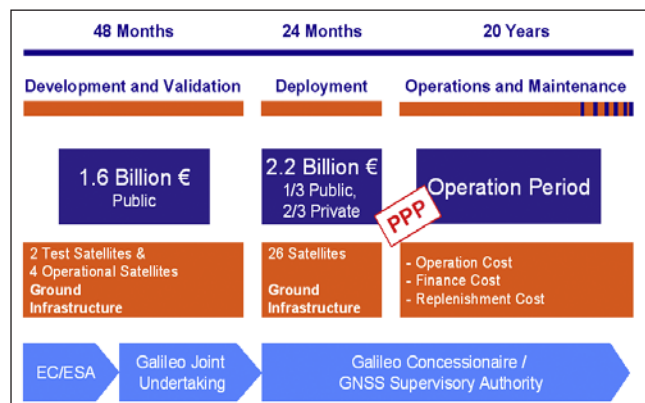 48 Months
24 Months
20 Years
Development and Validation
Deployment
Operations and Maintenance
1.6 Billion €
Public
2.2 Billion €
1/3 Public,
2/3 Private
PPP
Operation Period
2 Test Satellites &
4 Operational Satellites
Ground
Infrastructure
26 Satellites
Ground
Infrastructure
- Operation Cost
- Finance Cost
- Replenishment Cost
EC/ESA
Galileo Joint
Undertaking
Galileo Concessionaire /
GNSS Supervisory Authority